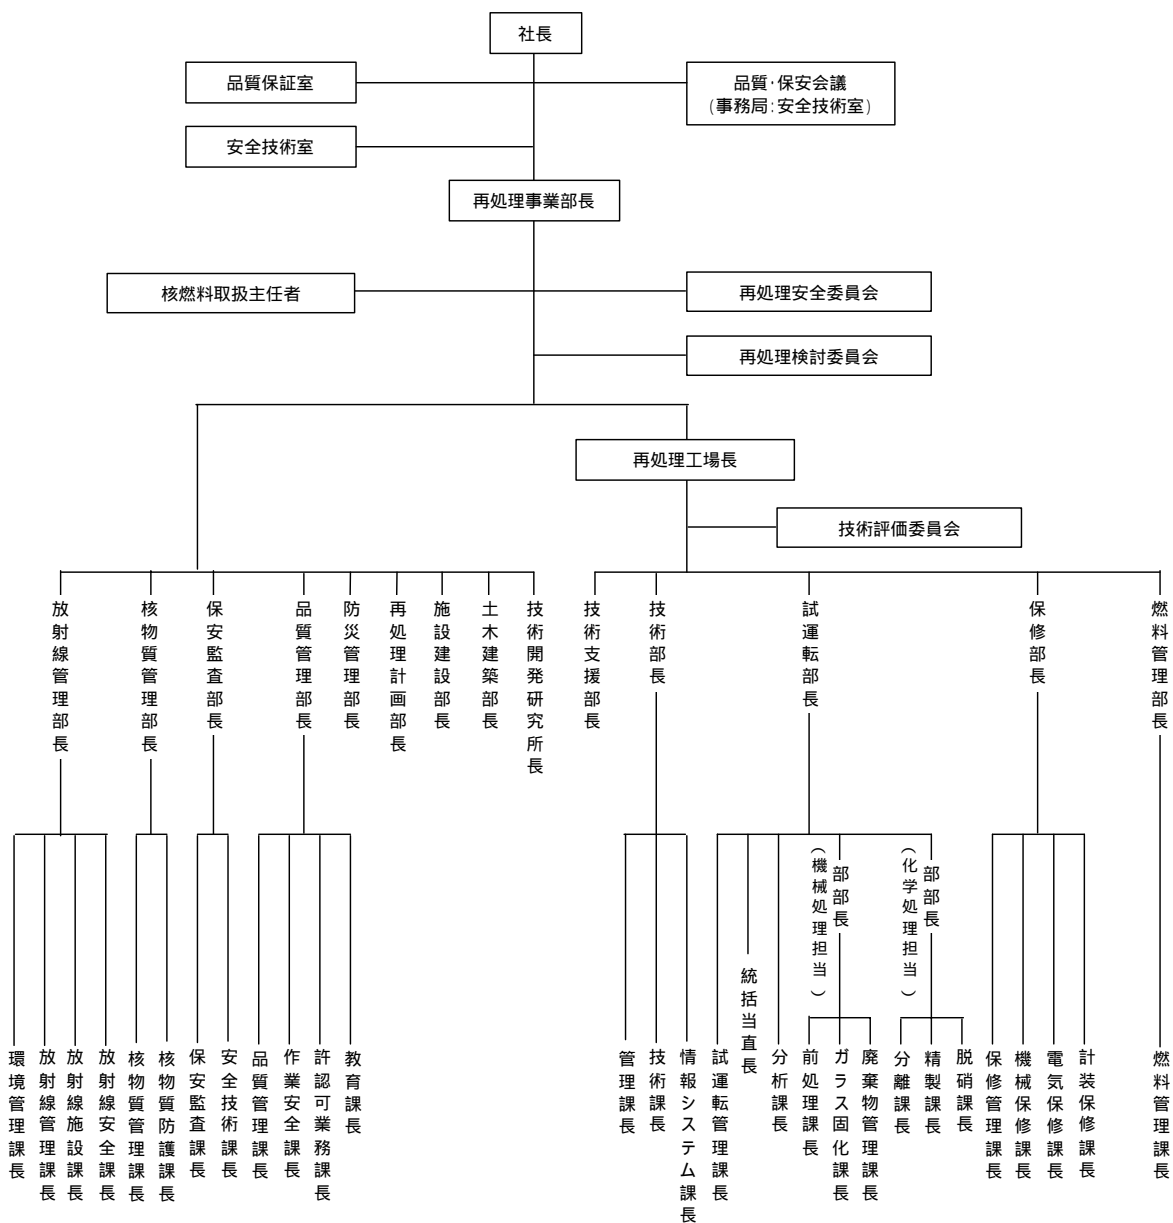 社長
品質保証室
品質･保安会議
(事務局:安全技術室)
安全技術室
再処理事業部長
核燃料取扱主任者
再処理安全委員会
再処理検討委員会
再処理工場長
技術評価委員会
放射線管理部長
核物質管理部長
保安監査部長
品質管理部長
防災管理部長
再処理計画部長
施設建設部長
土木建築部長
技術開発研究所長
技術支援部長
技術部長
試運転部長
保修部長
燃料管理部長
環境管理課長
放射線管理課長
放射線施設課長
放射線安全課長
核物質管理課長
核物質防護課長
保安監査課長
安全技術課長
品質管理課長
作業安全課長
許認可業務課長
教育課長
管理課長
技術課長
情報システム課長
試運転管理課長
統括当直長
分析課長
部部長
(機械処理担当)
前処理課長
ガラス固化課長
廃棄物管理課長
部部長
(化学処理担当)
分離課長
精製課長
脱硝課長
保修管理課長
機械保修課長
電気保修課長
計装保修課長
燃料管理課長